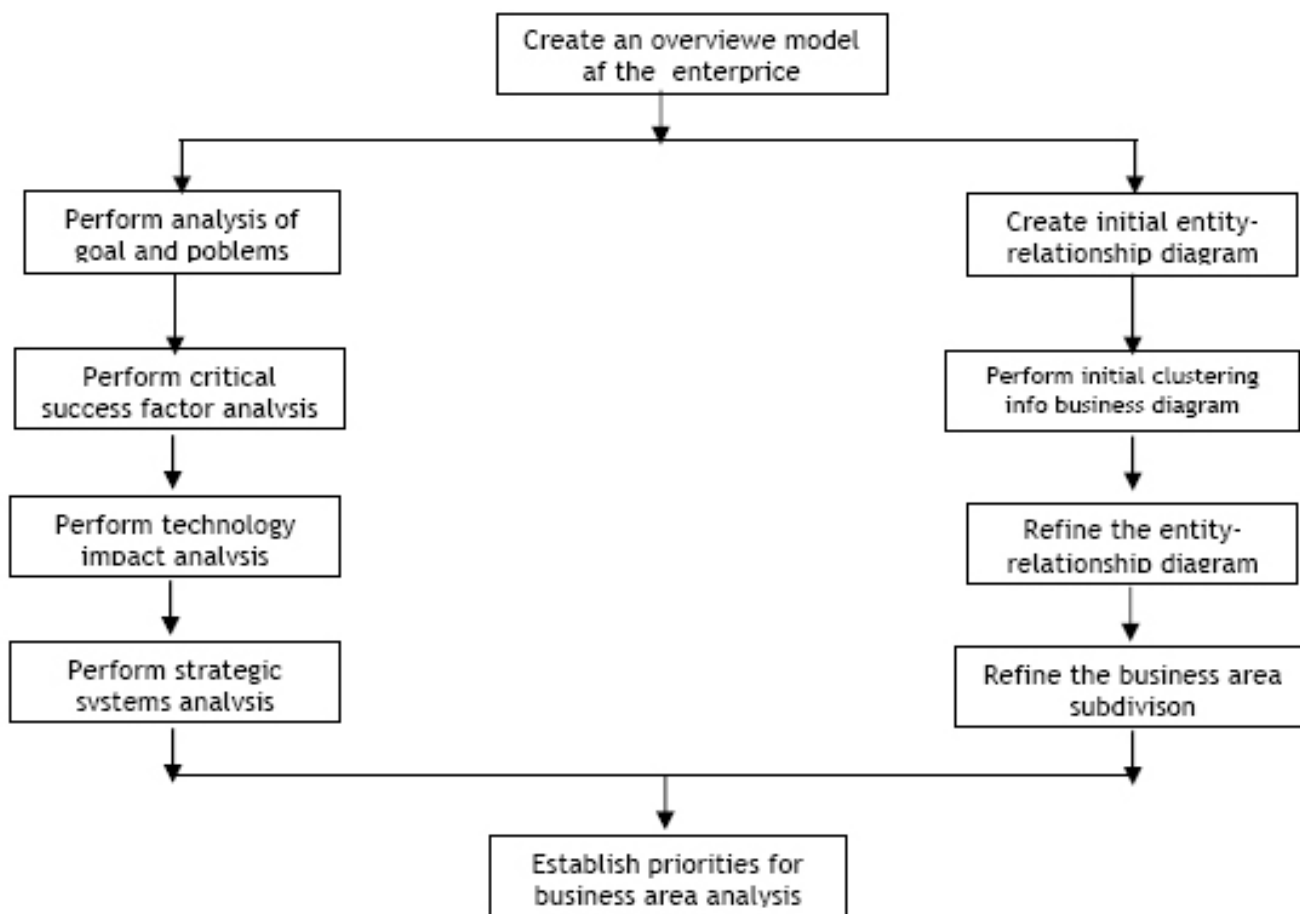 Create an overviewe model
af the enterprice
Perform analysis of
goal and poblems
Create initial entity-
relationship diagram
Perform critical
success factor analysis
Perform initial clustering
info business diagram
Perform technology
impact analysis
Refine the entity-
relationship diagram
Perform strategic
systems analysis
Refine the business area
subdivison
Establish priorities for
business area analysis